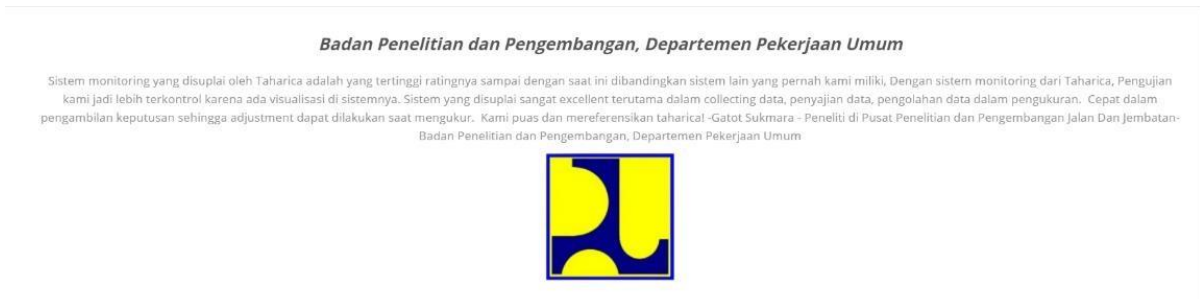 Badan Penelitian dan Pengembangan, Departemen Pekerjaan Umum
Sistem monitoring yang disuplai oleh Taharica adalah yang tertinggi ratingnya sampai dengan saat ini dibandingkan sistem lain yang pernah kami miliki, Dengan sistem monitoring dari Taharica, Pengujian
kami jadi lebih terkontrol karena ada visualisasi di sistemnya. Sistem yang disuplai sangat excellent terutama dalam collecting data, penyajian data, pengolahan data dalam pengukuran. Cepat dalam
pengambilan keputusan sehingga adjustment dapat dilakukan saat mengukur. Kami puas dan mereferensikan taharica! -Gatot Sukmara - Peneliti di Pusat Penelitian dan Pengembangan Jalan Dan Jembatan-
Badan Penelitian dan Pengembangan, Departemen Pekerjaan Umum